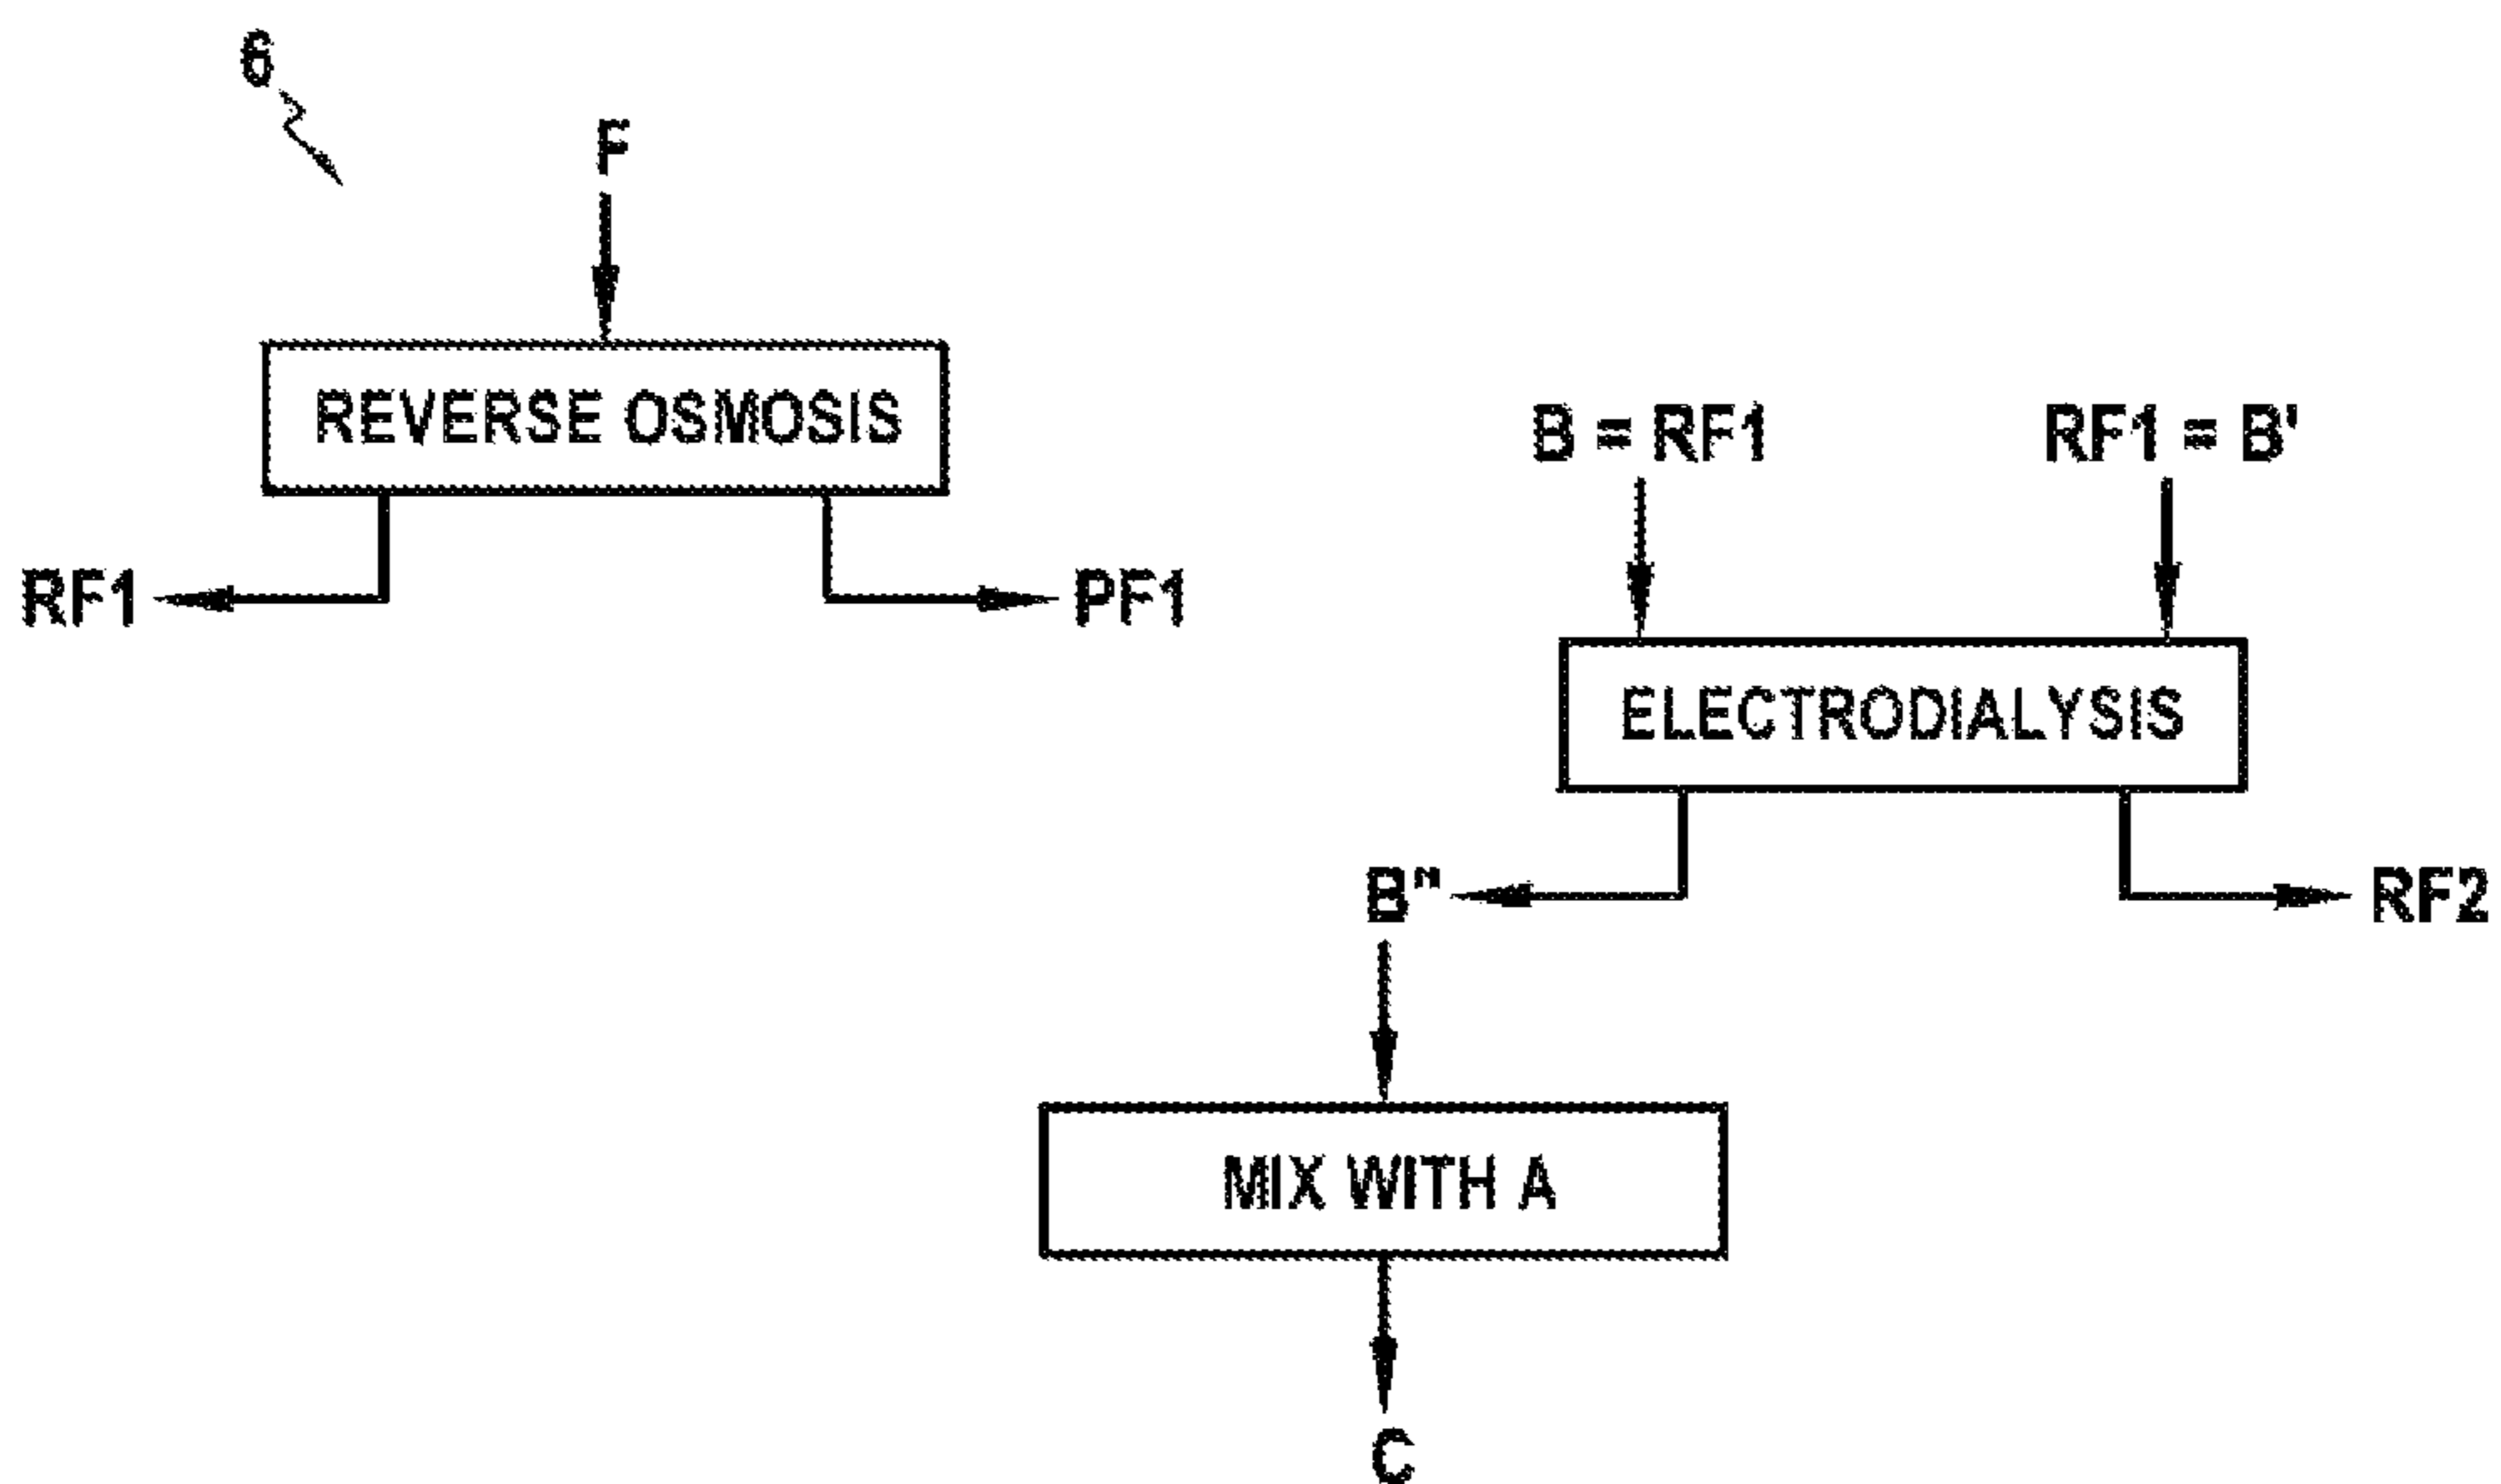 6
F
REVERSE OSMOSIS
B = RF1
RF1 = B'
RF1
PF1
ELECTRODIALYSIS
B"
RF2
MIX WITH A
C